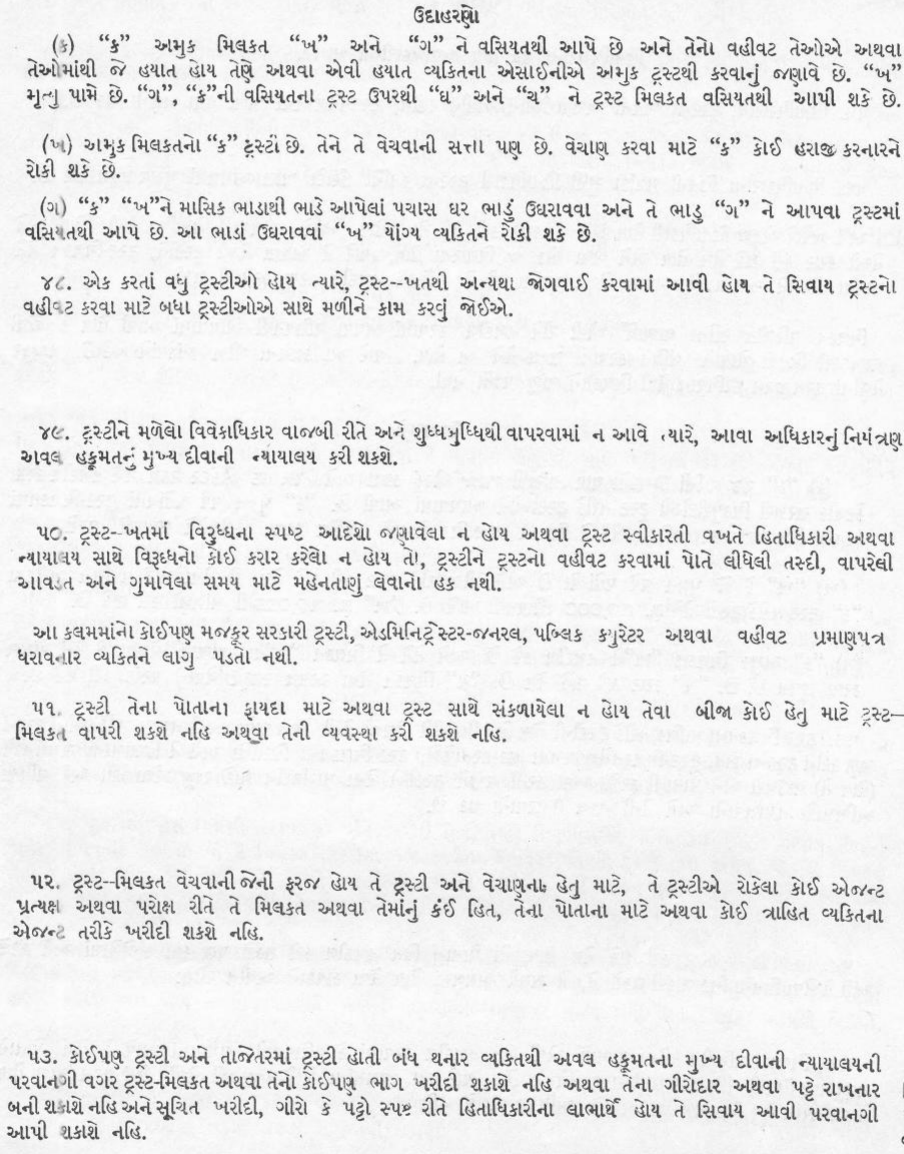 ઉદાહરણો
(ક) “ક” અમુક મિલકત “ખ” અને “ગ” ને વસિયતથી આપે છે અને તેનો વહીવટ તેઓએ અથવા
તેઓમાંથી જે હયાત હોય તેણે અથવા એવી હયાત વ્યકિતના એસાઈનીએ અમુક ટ્રસ્ટથી કરવાનું જણાવે છે. “ખ”
મૃત્યુ પામે છે. “ગ”, “ક”ની વસિયતના ટ્રસ્ટ ઉપરથી “ઘ” અને “ચ” ને ટ્રસ્ટ મિલકત વસિયતથી આપી શકે છે.
(ખ) અમુક મિલકતનો “ક” ટ્રસ્ટી છે. તેને તે વેચવાની સત્તા પણ છે. વેંચાણ કરવા માટે “ક” કોઈ હરાજી કરનારને
રોકી શકે છે.
(ગ) “ક” “ખ”ને માસિક ભાડાથી ભાડે આપેલાં પચાસ ઘર ભાડું ઉઘરાવવા અને તે ભાડુ “ગ” ને આપવા ટ્રસ્ટમાં
વસિયતથી આપે છે. આ ભાડાં ઉઘરાવવાં “ખ” યોંગ્ય વ્યકિતને રોકી શકે છે.
૪૮. એક કરતાં વધુ ટ્રસ્ટીઓ હોય ત્યારે, ટ્રસ્ટ--ખતથી અન્યથા જોગવાઈ કરવામાં આવી હોય તે સિવાય ટ્રસ્ટનો
વહીવટ કરવા માટે બધા ટ્રસ્ટીઓએ સાથે મળીને કામ કરવું જોઈએ.
૪૯. ટ્રસ્ટીને મળેલો વિવેકાધિકાર વાજબી રીતે અને શુધ્ધબુધ્ધિથી વાપરવામાં ન આવે ત્યારે, આવા અધિકારનું નિયંત્રણ
અવલ હકૂમતનું મુખ્ય દીવાની ન્યાયાલય કરી શકશે.
૫૦. ટ્રસ્ટ--ખતમાં વિરુધ્ધના સ્પષ્ટ આદેશો જણાવેલા ન હોય અથવા ટ્રસ્ટ સ્વીકારતી વખતે હિતાધિકારી અથવા
ન્યાયાલય સાથે વિરૂધ્ધનો કોઈ કરાર કરેલો ન હોય તો, ટ્રસ્ટીને ટ્રસ્ટનો વહીવટ કરવામાં પોતે લીધેલી તસ્દી, વાપરેલી
આવડત અને ગુમાવેલા સમય માટે મહેનતાણું લેવાનો હક નથી.
આ કલમમાંનો કોઈપણ મજકૂર સરકારી ટ્રસ્ટી, એડમિનિટ્રેસ્ટર-જનરલ, પબ્લિક ક્યુરેટર અથવા વહીવટ પ્રમાણપત્ર
ધરાવનાર વ્યકિતને લાગુ પડતો નથી.
૫૧. ટ્રસ્ટી તેના પોતાના ફાયદા માટે અથવા ટ્રસ્ટ સાથે સંકળાયેલા ન હોય તેવા બીજા કોઈ હેતુ માટે ટ્રસ્ટ--
મિલકત વાપરી શકશે નહિ અથવા તેની વ્યવસ્થા કરી શકશે નહિ.
૫૨. ટ્રસ્ટ--મિલકત વેચવાની જેની ફરજ હોય તે ટ્રસ્ટી અને વેચાણના હેતુ માટે, તે ટ્રસ્ટીએ રોકેલા કોઈ એજન્ટ
પ્રત્યક્ષ અથવા પરોક્ષ રીતે તે મિલકત અથવા તેમાંનું કંઈ હિત, તેના પોતાના માટે અથવા કોઈ ત્રાહિત વ્યકિતના
એજન્ટ તરીકે ખરીદી શકશે નહિ.
૫૩. કોઈપણ ટ્રસ્ટી અને તાજેતરમાં ટ્રસ્ટી હોતી બંધ થનાર વ્યકિતથી અવલ હકૂમતના મુખ્ય દીવાની ન્યાયાલયની
પરવાનગી વગર ટ્રસ્ટ-મિલકત અથવા તેનો કોઈપણ ભાગ ખરીદી શકાશે નહિ અથવા તેના ગીરોદાર અથવા પટ્ટે રાખનાર
બની શકાશે નહિ અને સૂચિત ખરીદી, ગીરો કે પટ્ટો સ્પષ્ટ રીતે હિતાધિકારીના લાભાર્થે હોય તે સિવાય આવી પરવાનગી
આપી શકાશે નહિ.